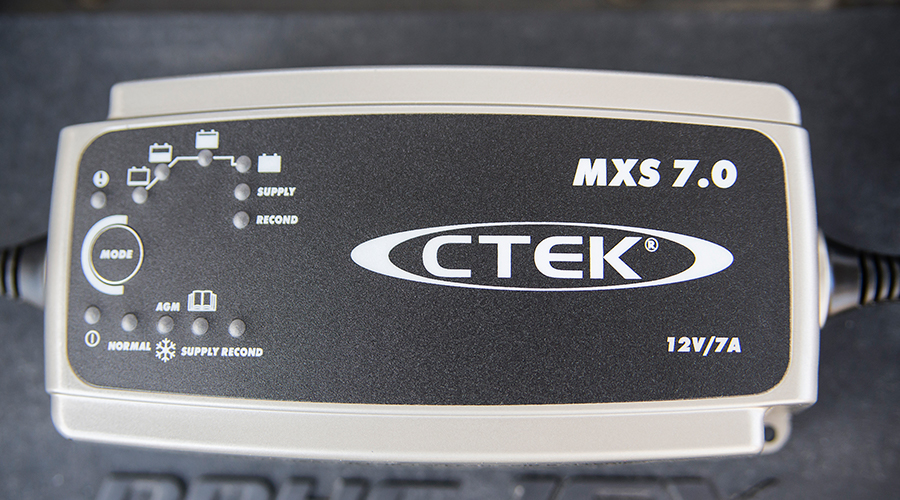 MXS 7.0
SUPPLY
RECOND
MODE
CTEK®
AGM
NORMAL SUPPLY RECOND
12V/7A